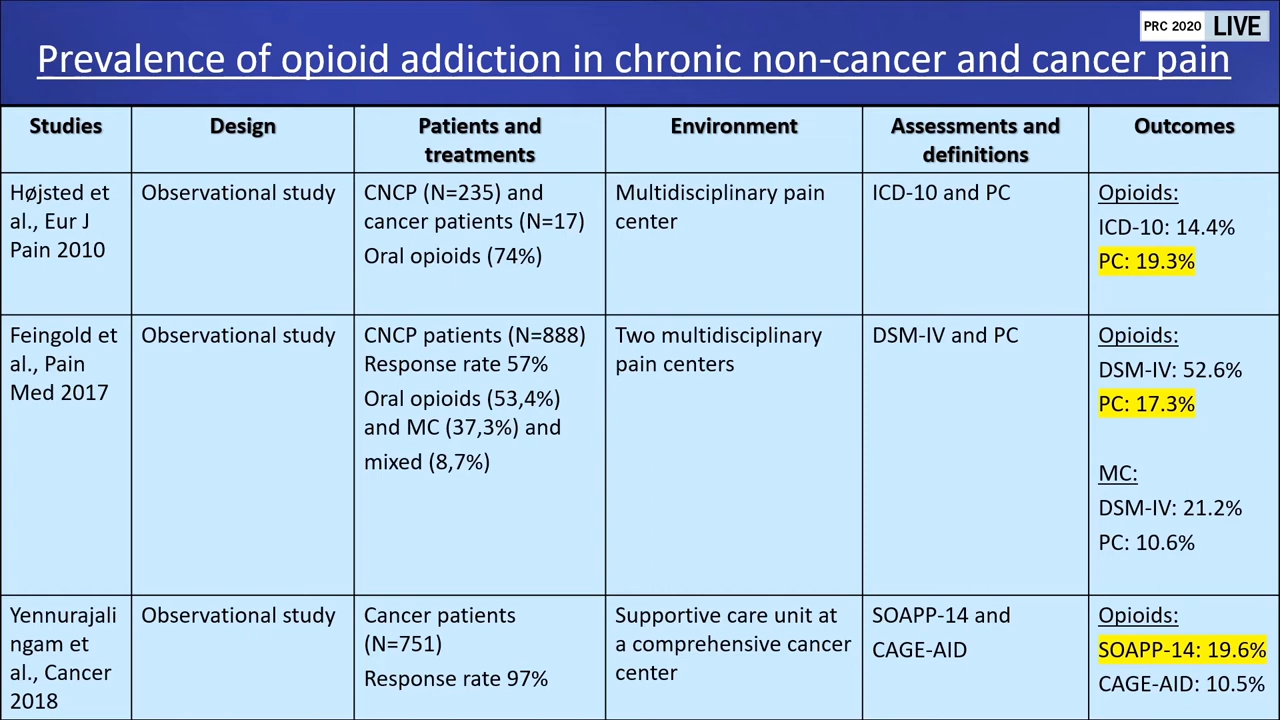 PRC 2020 LIVE
Prevalence of opioid addiction in chronic non-cancer and cancer pain
Studies
Design
Patients and
treatments
Environment
Assessments and
definitions
Outcomes
Højsted et
al., Eur J
Pain 2010
Observational study
CNCP (N=235) and
cancer patients (N=17)
Oral opioids (74%)
Multidisciplinary pain
center
ICD-10 and PC
Opioids:
ICD-10: 14.4%
PC: 19.3%
Feingold et
al., Pain
Med 2017
Observational study
CNCP patients (N=888)
Response rate 57%
Oral opioids (53,4%)
and MC (37,3%) and
mixed (8,7%)
Two multidisciplinary
pain centers
DSM-IV and PC
Opioids:
DSM-IV: 52.6%
PC: 17.3%
MC:
DSM-IV: 21.2%
PC: 10.6%
Yennurajali
ngam et
al., Cancer
2018
Observational study
Cancer patients
(N=751)
Response rate 97%
Supportive care unit at
a comprehensive cancer
center
SOAPP-14 and
CAGE-AID
Opioids:
SOAPP-14: 19.6%
CAGE-AID: 10.5%